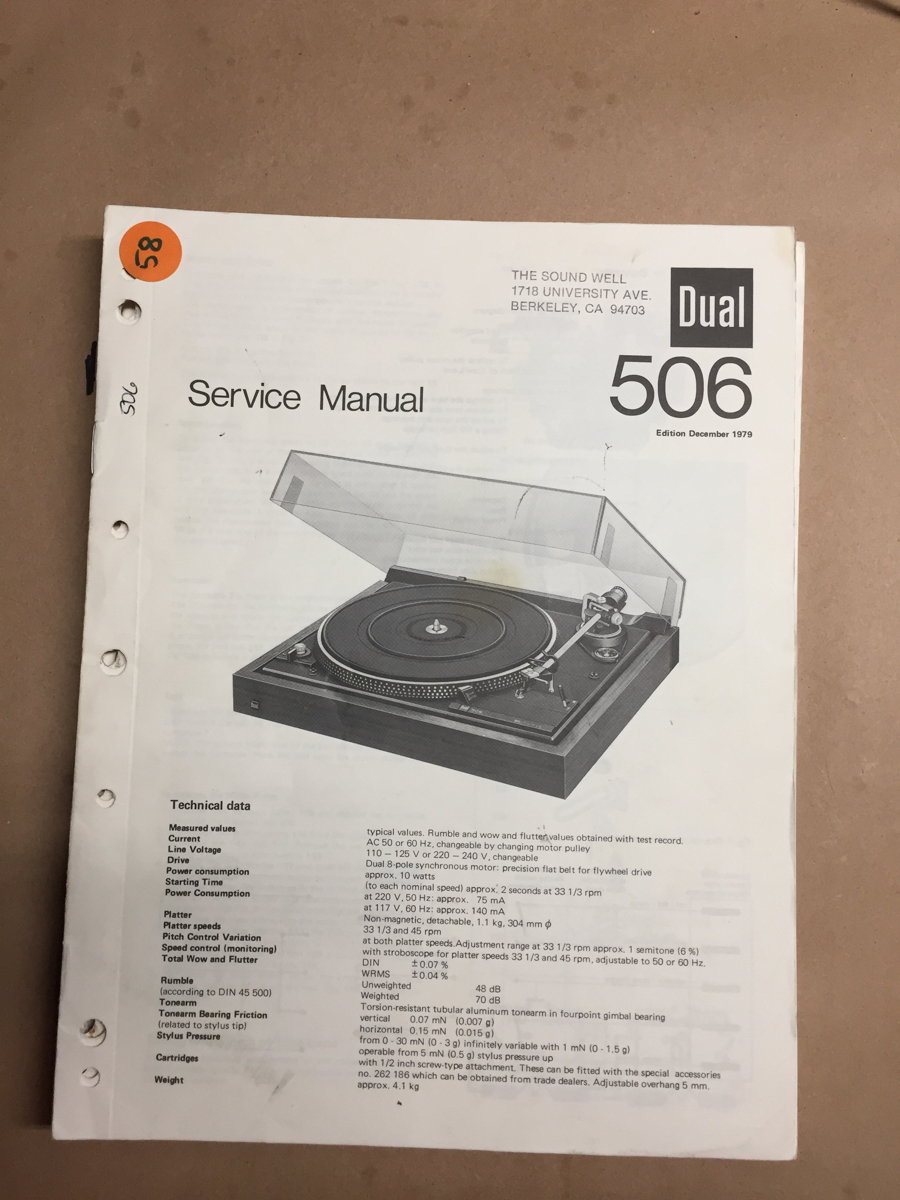 58
THE SOUND WELL
1718 UNIVERSITY AVE.
BERKELEY, CA 94703
Dual
506
506
Service Manual
Edition December 1979
Technical data
Measured values typical values. Rumble and wow and flutter values obtained with test record.
Current AC 50 or 60 Hz, changeable by changing motor pulley
Line Voltage 110 – 125 V or 220 – 240 V, changeable
Drive Dual 8-pole synchronous motor: precision flat belt for flywheel drive
Power consumption approx. 10 watts
Starting Time (to each nominal speed) approx. 2 seconds at 33 1/3 rpm
Power Consumption at 220 V, 50 Hz: approx. 75 mA
at 117 V, 60 Hz: approx. 140 mA
Platter Non-magnetic, detachable, 1.1 kg, 304 mm ϕ
Platter speeds 33 1/3 and 45 rpm
Pitch Control Variation at both platter speeds.Adjustment range at 33 1/3 rpm approx. 1 semitone (6 %)
Speed control (monitoring) with stroboscope for platter speeds 33 1/3 and 45 rpm, adjustable to 50 or 60 Hz.
Total Wow and Flutter DIN ± 0.07 %
WRMS ± 0.04 %
Rumble Unweighted 48 dB
(according to DIN 45 500) Weighted 70 dB
Tonearm Torsion-resistant tubular aluminum tonearm in fourpoint gimbal bearing
Tonearm Bearing Friction vertical 0.07 mN (0.007 g)
(related to stylus tip) horizontal 0.15 mN (0.015 g)
Stylus Pressure from 0 - 30 mN (0 - 3 g) infinitely variable with 1 mN (0 - 1.5 g)
operable from 5 mN (0.5 g) stylus pressure up
Cartridges with 1/2 inch screw-type attachment. These can be fitted with the special accessories
no. 262 186 which can be obtained from trade dealers. Adjustable overhang 5 mm.
Weight approx. 4.1 kg